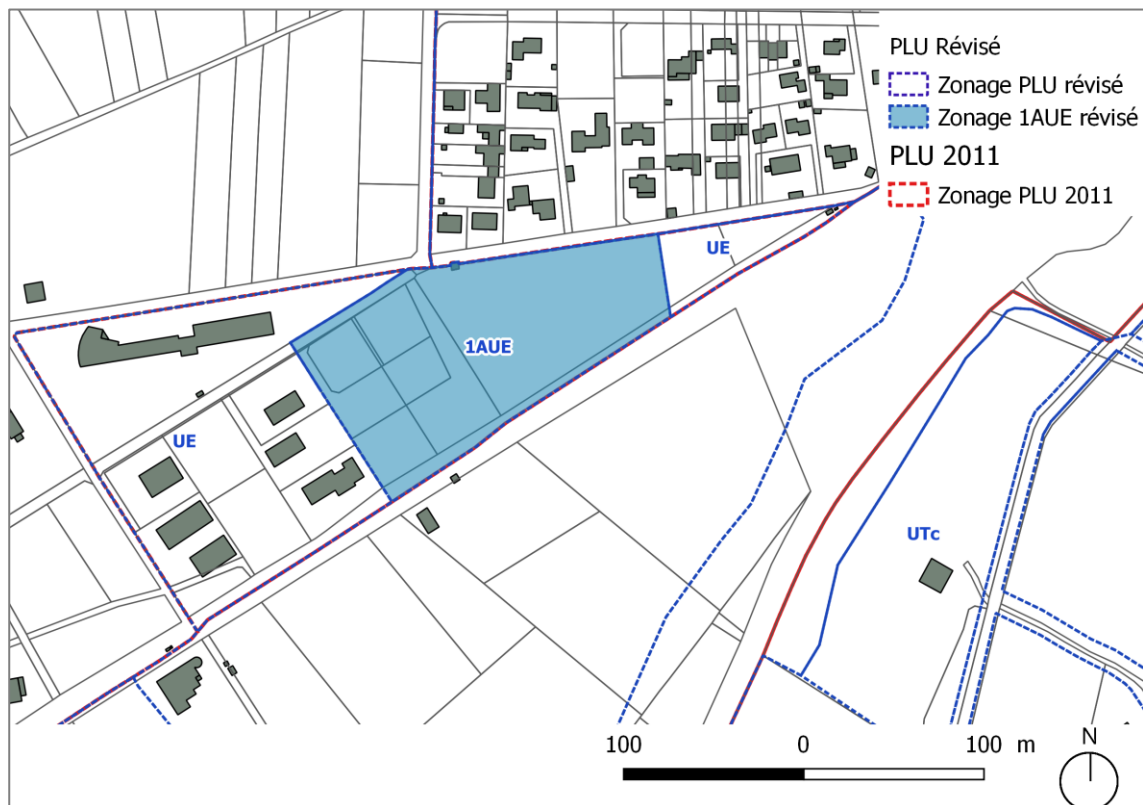 PLU Révisé
Zonage PLU révisé
Zonage 1AUE révisé
PLU 2011
Zonage PLU 2011
UE
1AUE
UE
UTc
100 0 100 m
N